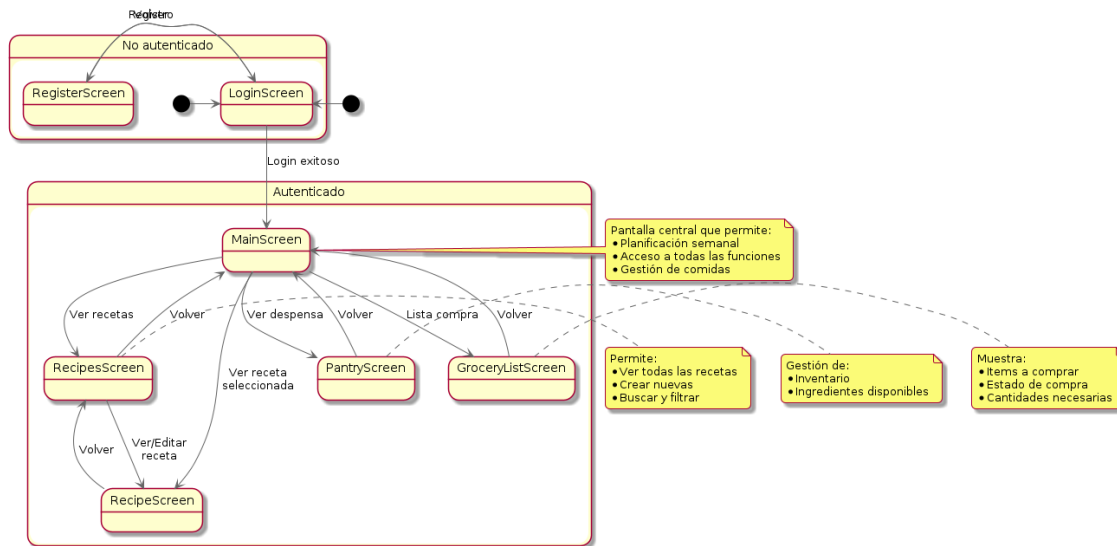 Registro
Volver
No autenticado
RegisterScreen
LoginScreen
Login exitoso
Autenticado
MainScreen
Pantalla central que permite:
• Planificación semanal
• Acceso a todas las funciones
• Gestión de comidas
Ver recetas
Volver
Ver despensa
Volver
Lista compra
Volver
RecipesScreen
Ver receta
seleccionada
PantryScreen
GroceryListScreen
Permite:
• Ver todas las recetas
• Crear nuevas
• Buscar y filtrar
Gestión de:
• Inventario
• Ingredientes disponibles
Muestra:
• Items a comprar
• Estado de compra
• Cantidades necesarias
Volver
Ver/Editar
receta
RecipeScreen